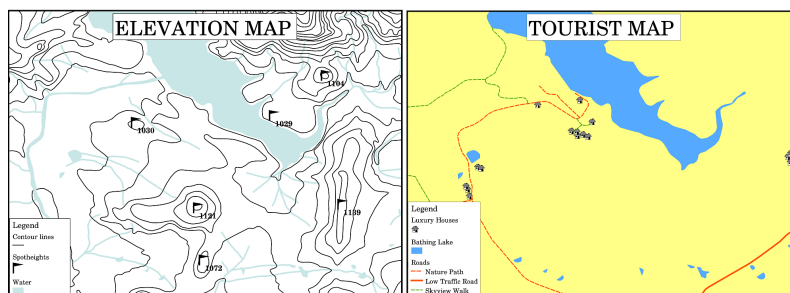 ELEVATION MAP
1104
1029
1030
1139
1121
1072
Legend
Contour lines
Spotheights
Water
TOURIST MAP
Legend
Luxury Houses
Bathing Lake
Roads
Nature Path
Low Traffic Road
Skyview Walk